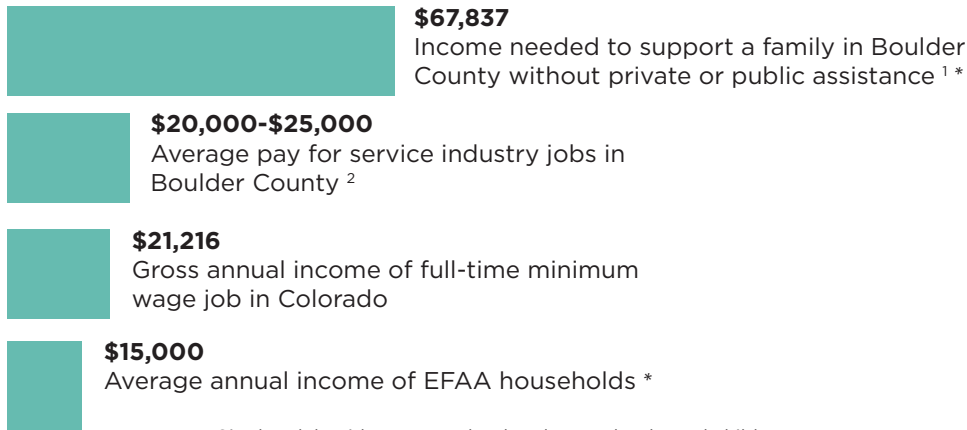 $67,837
Income needed to support a family in Boulder
County without private or public assistance ¹ *
$20,000-$25,000
Average pay for service industry jobs in
Boulder County ²
$21,216
Gross annual income of full-time minimum
wage job in Colorado
$15,000
Average annual income of EFAA households *